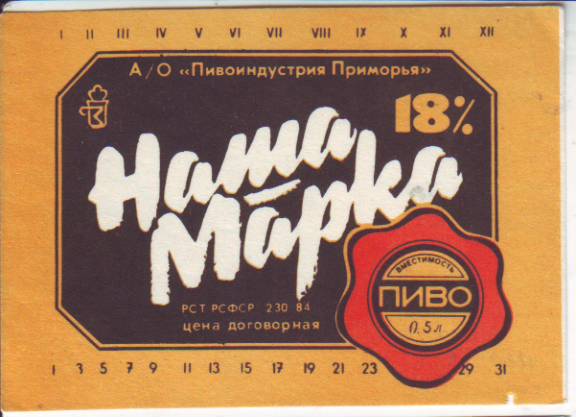 I II III IV V VI VII VIII IX X XI XII
А/О «Пивоиндустрия Приморья»
18%
Наша
Марка
РСТ РСФСР 230 84
цена договорная
ВМЕСТИМОСТЬ
ПИВО
0,5л.
1 3 5 7 9 11 13 15 17 19 21 23 29 31